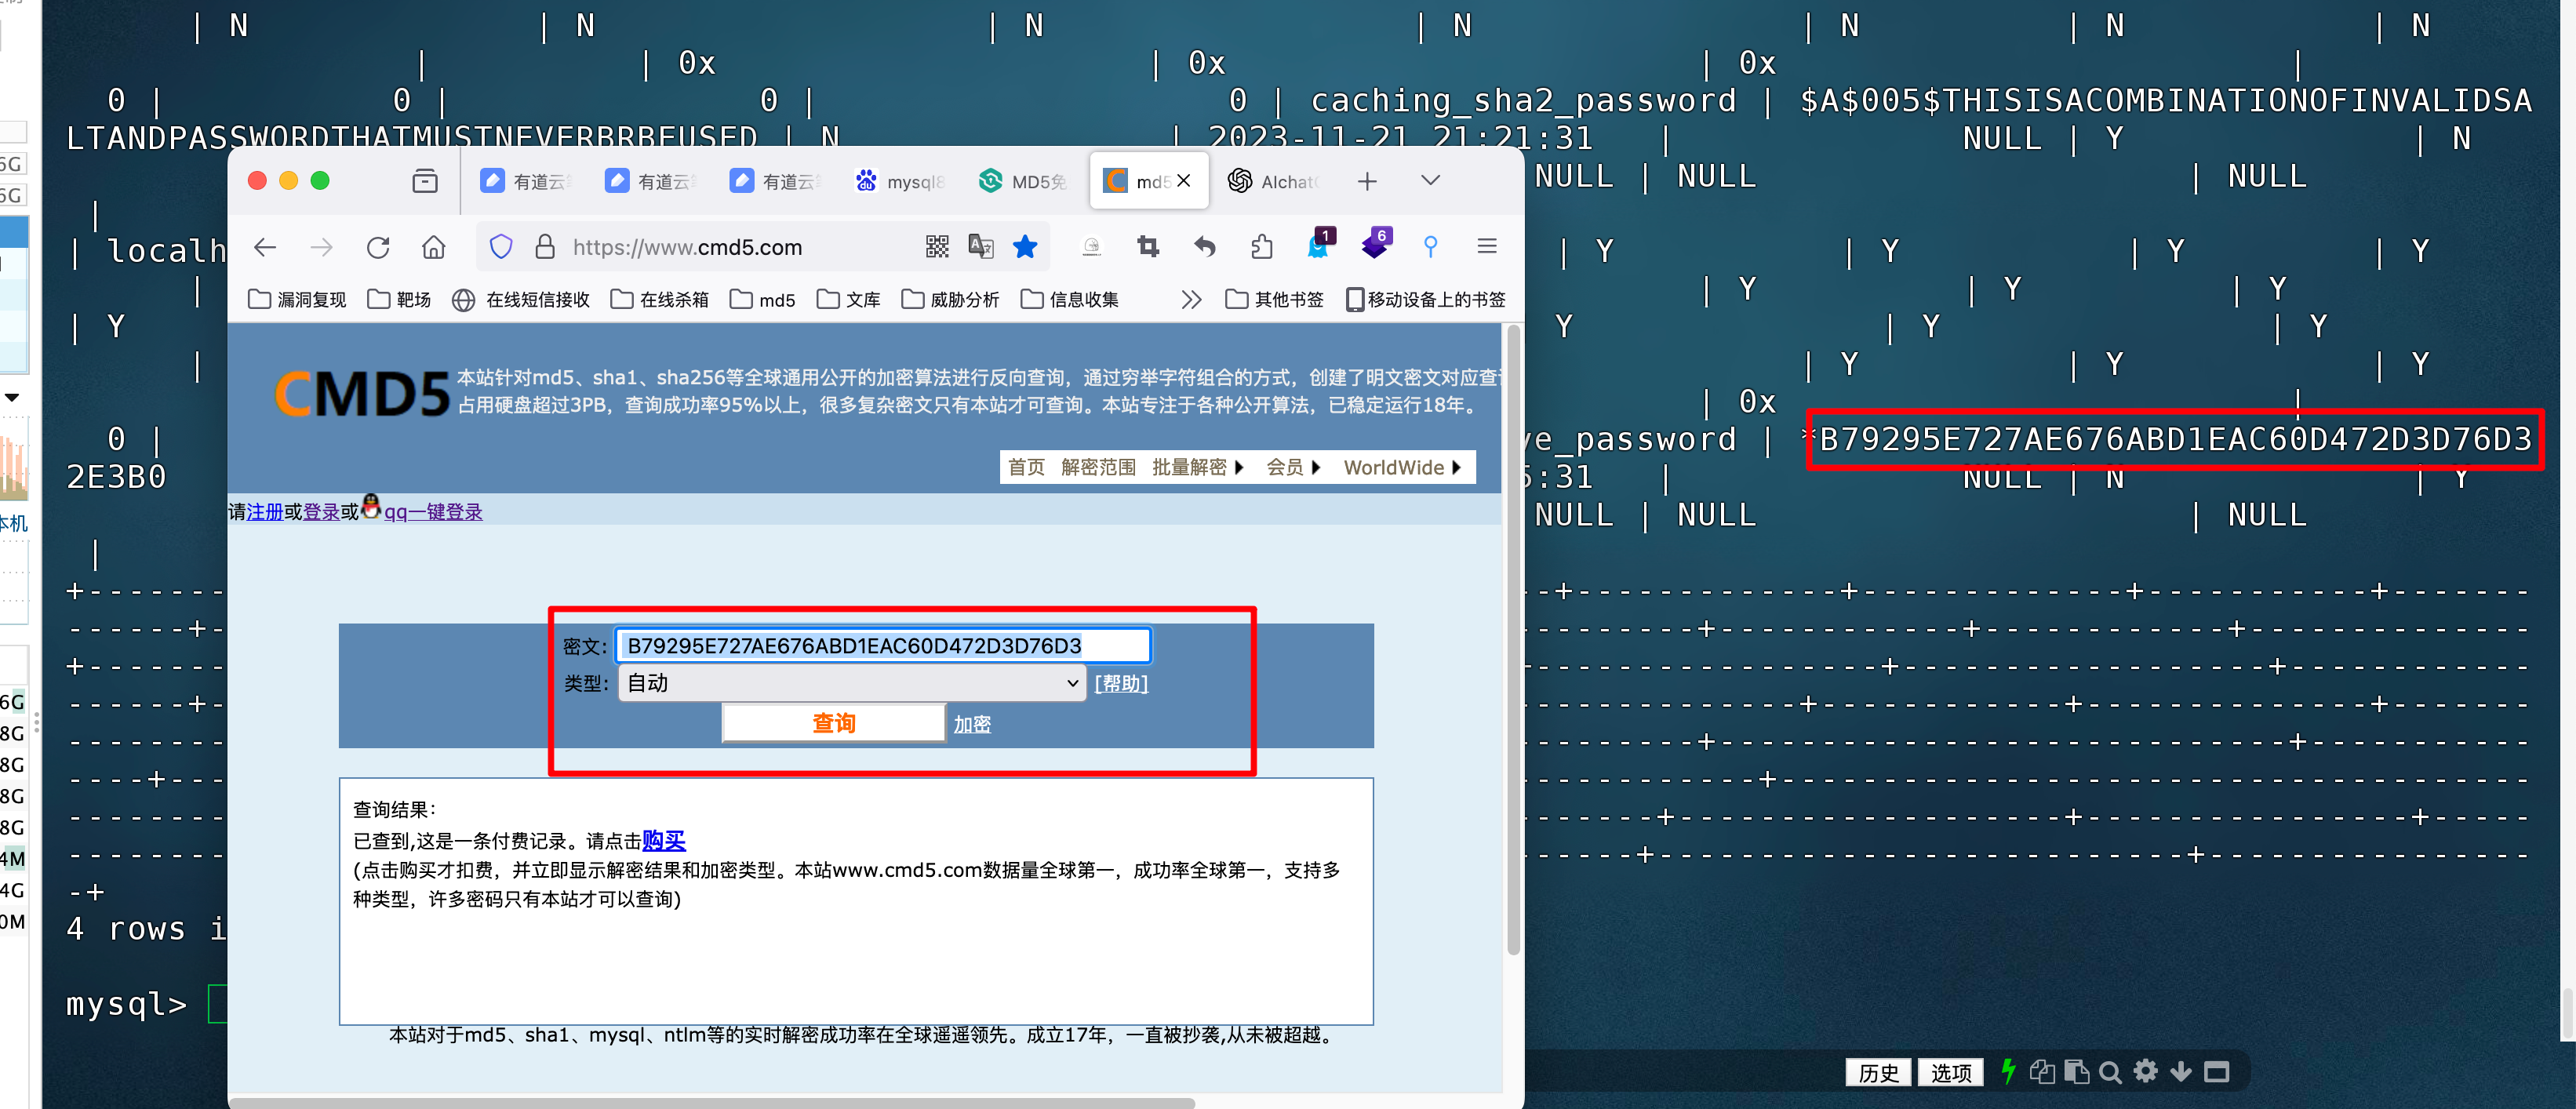 | N | N | N | N | N | N | N
| | 0x | 0x | 0x |
0 | 0 | 0 | 0 | caching_sha2_password | $A$005$THISISACOMBINATIONOFINVALIDSA
LTANDPASSWORDTHATMUSTNEVERBRBEUSED | N | 2023-11-21 21:21:31 | NULL | Y | N
有道云 有道云 有道云 mysql8 MD5免 md5 AIchat
NULL | NULL | NULL
|
| localh
https://www.cmd5.com
1
6
| Y | Y | Y | Y
漏洞复现 靶场 在线短信接收 在线杀箱 md5 文库 威胁分析 信息收集 其他书签 移动设备上的书签
| | Y | Y | Y
| Y Y | Y | Y
| | Y | Y | Y
CMD5
本站针对md5、sha1、sha256等全球通用公开的加密算法进行反向查询，通过穷举字符组合的方式，创建了明文密文对应查
占用硬盘超过3PB，查询成功率95%以上，很多复杂密文只有本站才可查询。本站专注于各种公开算法，已稳定运行18年。
| 0x |
0 | ve_password | *B79295E727AE676ABD1EAC60D472D3D76D3
2E3B0 5:31 | NULL | N | Y
首页 解密范围 批量解密 会员 WorldWide
请注册或登录或qq一键登录
NULL | NULL | NULL
本机
|
密文: B79295E727AE676ABD1EAC60D472D3D76D3
类型: 自动 [帮助]
查询 加密
查询结果：
已查到,这是一条付费记录。请点击购买
(点击购买才扣费，并立即显示解密结果和加密类型。本站www.cmd5.com数据量全球第一，成功率全球第一，支持多
种类型，许多密码只有本站才可以查询)
本站对于md5、sha1、mysql、ntlm等的实时解密成功率在全球遥遥领先。成立17年，一直被抄袭,从未被超越。
6G
6G
6G
8G
8G
8G
8G
4M
4G
0M
4 rows i
mysql>
历史 选项